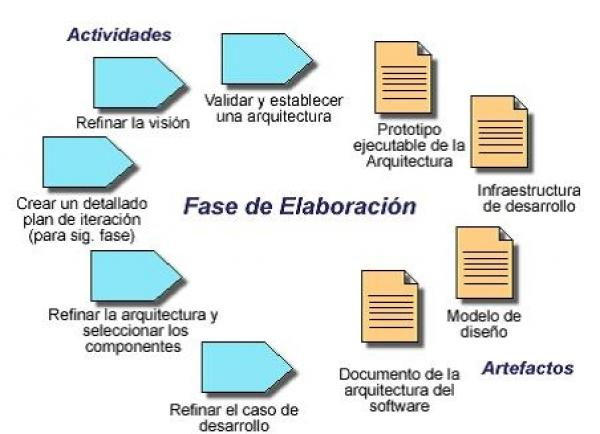 Actividades
Refinar la visión
Validar y establecer
una arquitectura
Prototipo
ejecutable de la
Arquitectura
Infraestructura
de desarrollo
Crear un detallado
plan de iteración
(para sig. fase)
Fase de Elaboración
Refinar la arquitectura y
seleccionar los
componentes
Modelo de
diseño
Documento de la
arquitectura del
software
Artefactos
Refinar el caso de
desarrollo